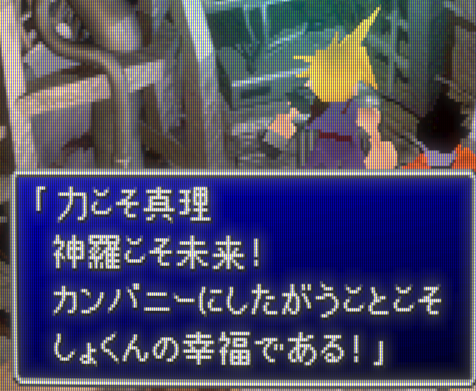 「力こそ真理
神羅こそ未来！
カンパニーにしたがうことこそ
しょくんの幸福である！」